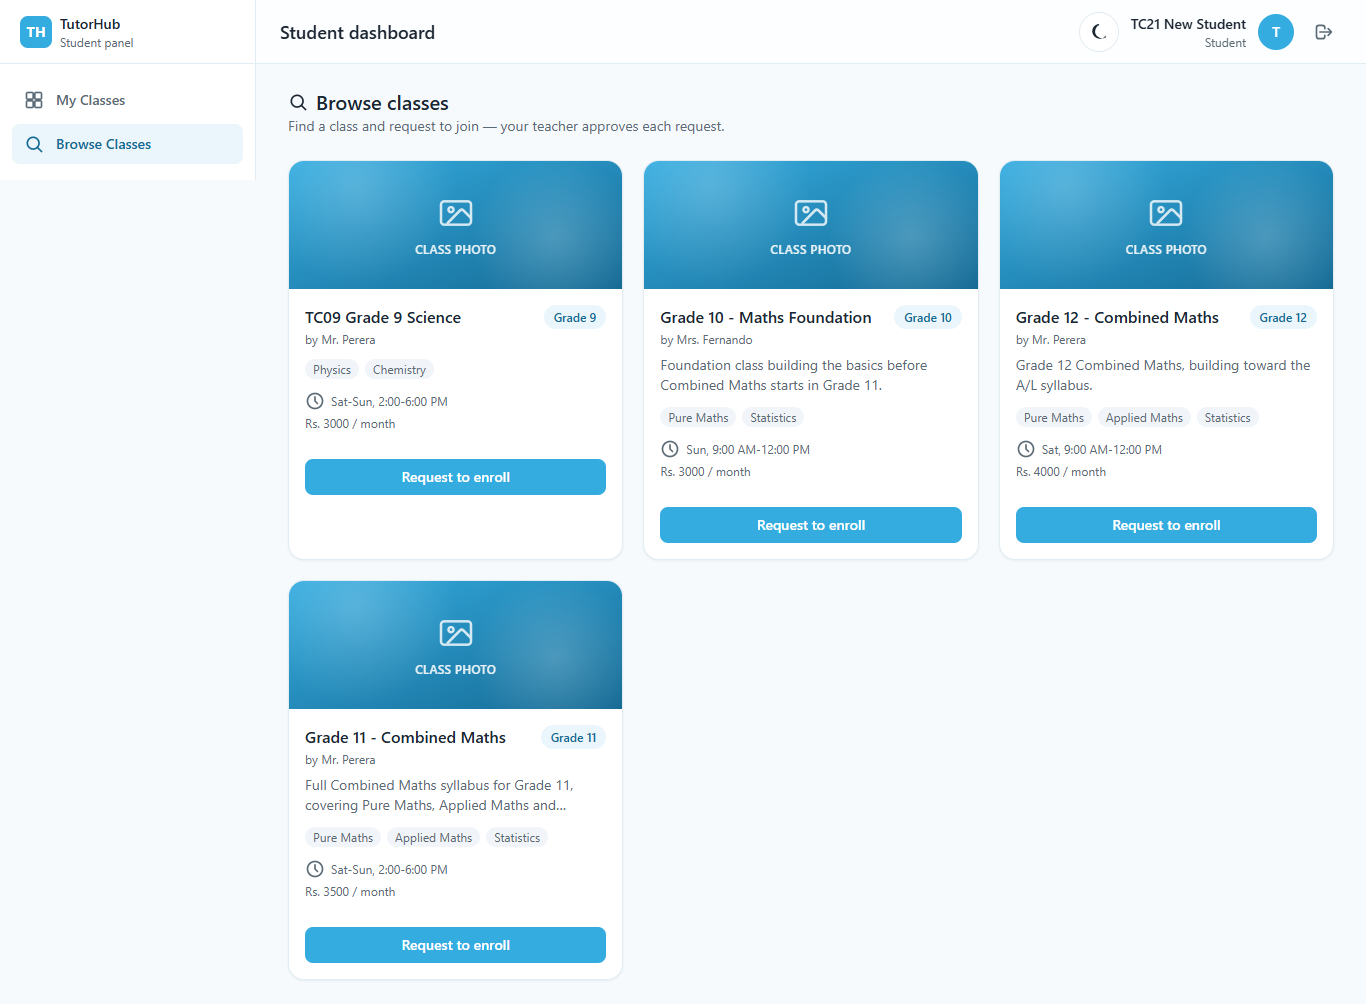 TH
TutorHub
Student panel
Student dashboard
TC21 New Student
Student
T
My Classes
Browse Classes
Browse classes
Find a class and request to join — your teacher approves each request.
CLASS PHOTO
TC09 Grade 9 Science
Grade 9
by Mr. Perera
Physics
Chemistry
Sat-Sun, 2:00-6:00 PM
Rs. 3000 / month
Request to enroll
CLASS PHOTO
Grade 10 - Maths Foundation
Grade 10
by Mrs. Fernando
Foundation class building the basics before
Combined Maths starts in Grade 11.
Pure Maths
Statistics
Sun, 9:00 AM-12:00 PM
Rs. 3000 / month
Request to enroll
CLASS PHOTO
Grade 12 - Combined Maths
Grade 12
by Mr. Perera
Grade 12 Combined Maths, building toward the
A/L syllabus.
Pure Maths
Applied Maths
Statistics
Sat, 9:00 AM-12:00 PM
Rs. 4000 / month
Request to enroll
CLASS PHOTO
Grade 11 - Combined Maths
Grade 11
by Mr. Perera
Full Combined Maths syllabus for Grade 11,
covering Pure Maths, Applied Maths and...
Pure Maths
Applied Maths
Statistics
Sat-Sun, 2:00-6:00 PM
Rs. 3500 / month
Request to enroll